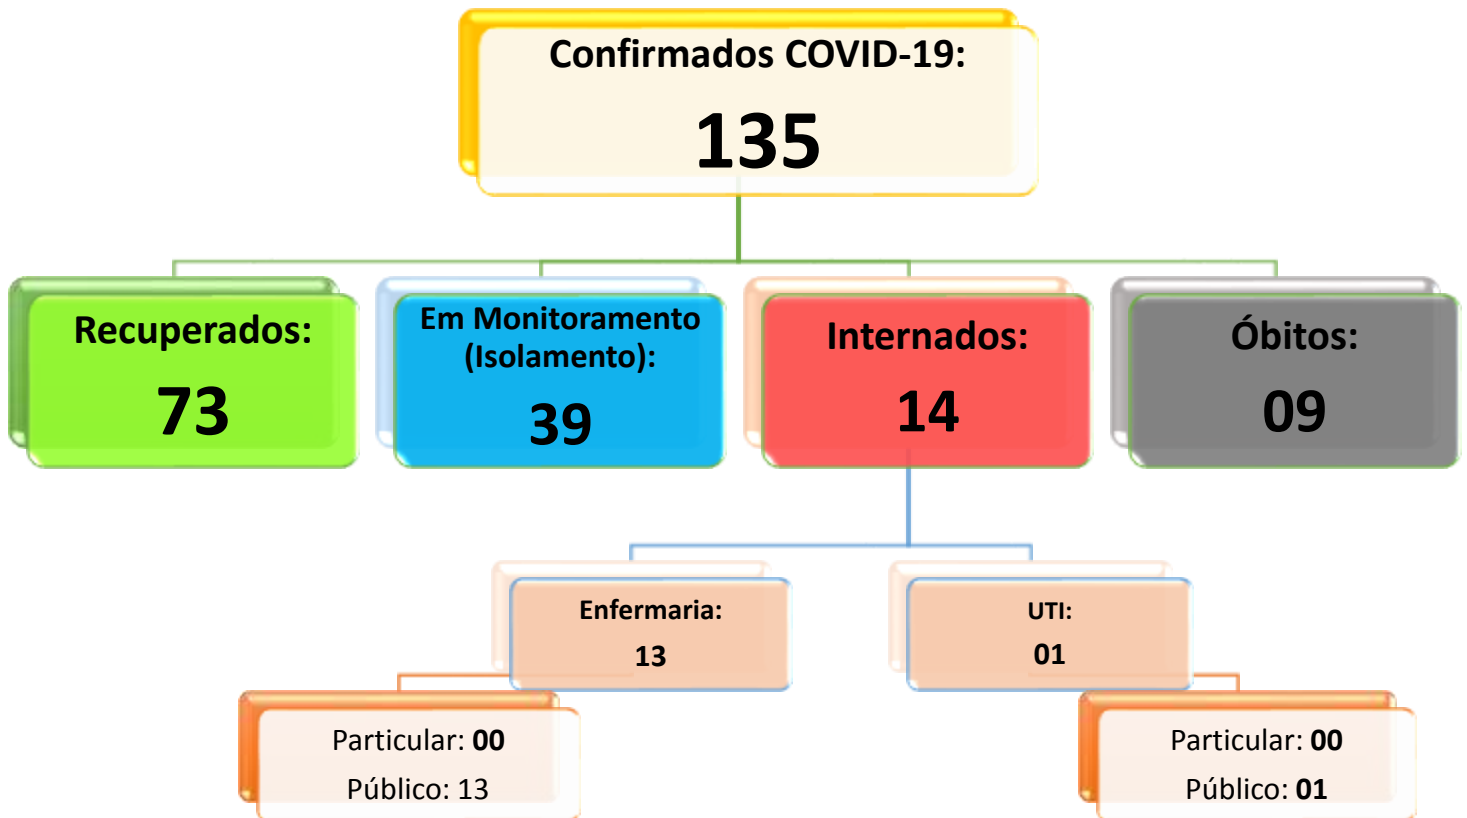 Confirmados COVID-19:
135
Recuperados:
73
Em Monitoramento
(Isolamento):
39
Internados:
14
Óbitos:
09
Enfermaria:
13
UTI:
01
Particular: 00
Público: 13
Particular: 00
Público: 01